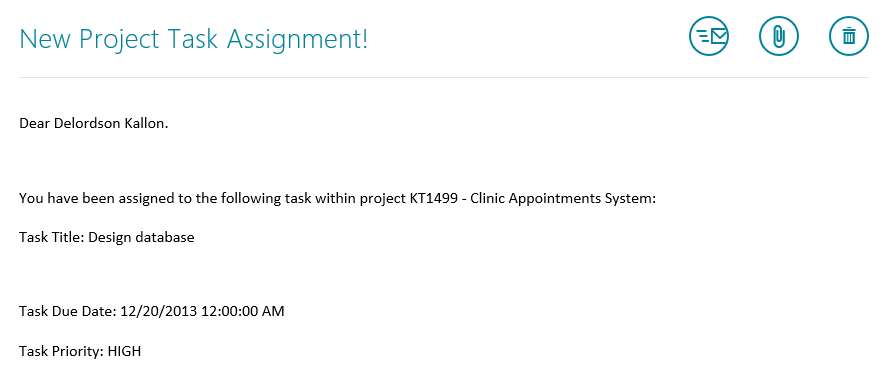 New Project Task Assignment!
Dear Delordson Kallon.
You have been assigned to the following task within project KT1499 - Clinic Appointments System:
Task Title: Design database
Task Due Date: 12/20/2013 12:00:00 AM
Task Priority: HIGH